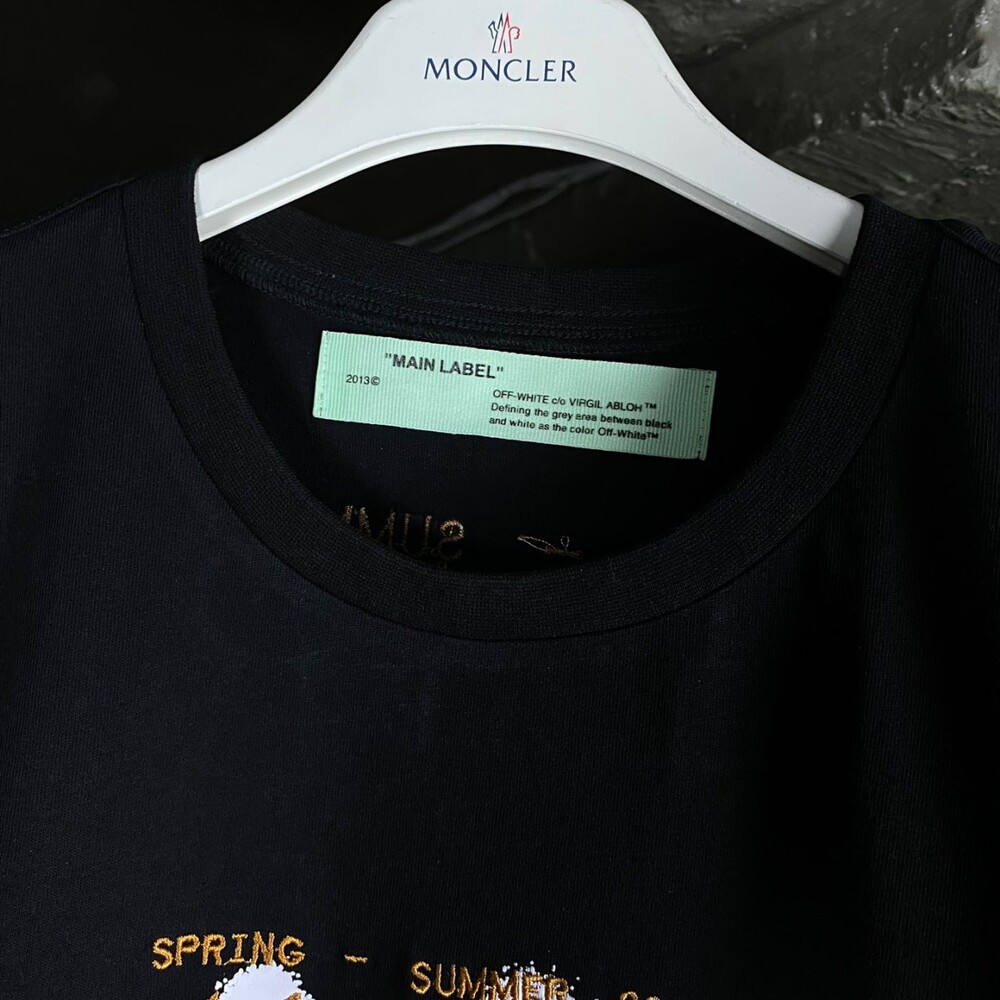 MONCLER
"MAIN LABEL"
2013©
OFF-WHITE c/o VIRGIL ABLOH™
Defining the grey area between black
and white as the color Off-White™
SPRING -
SUMMER